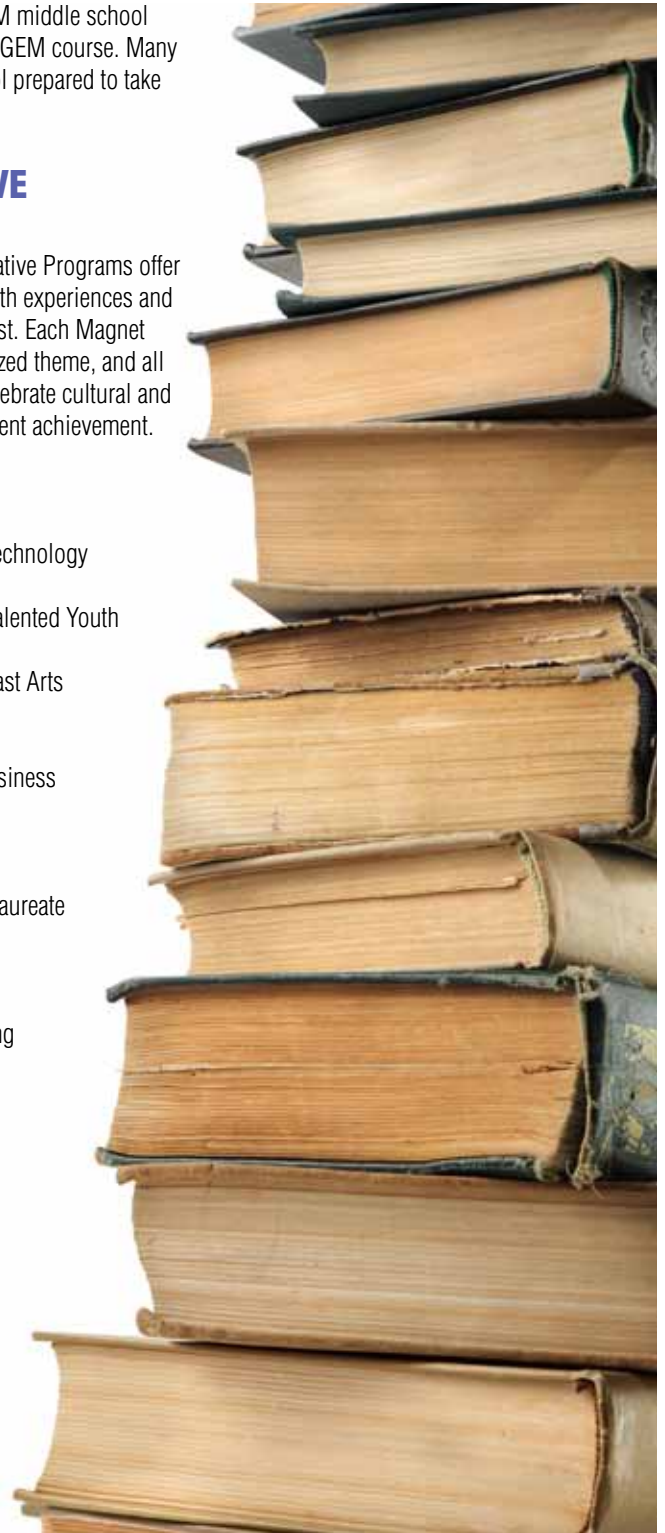 M middle school
GEM course. Many
l prepared to take
VE
ative Programs offer
th experiences and
st. Each Magnet
zed theme, and all
ebrate cultural and
ent achievement.
echnology
alented Youth
ast Arts
siness
aureate
ng